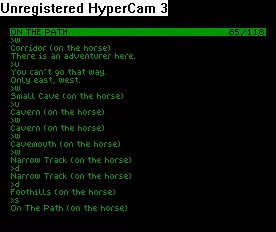 Unregistered HyperCam 3
ON THE PATH 85/118
>w
Corridor (on the horse)
There is an adventurer here.
>u
You can't go that way.
Only east, west.
>w
Small Cave (on the horse)
>u
Cavern (on the horse)
>w
Cavern (on the horse)
>w
Cavemouth (on the horse)
>w
Narrow Track (on the horse)
>d
Narrow Track (on the horse)
>d
Foothills (on the horse)
>s
On The Path (on the horse)